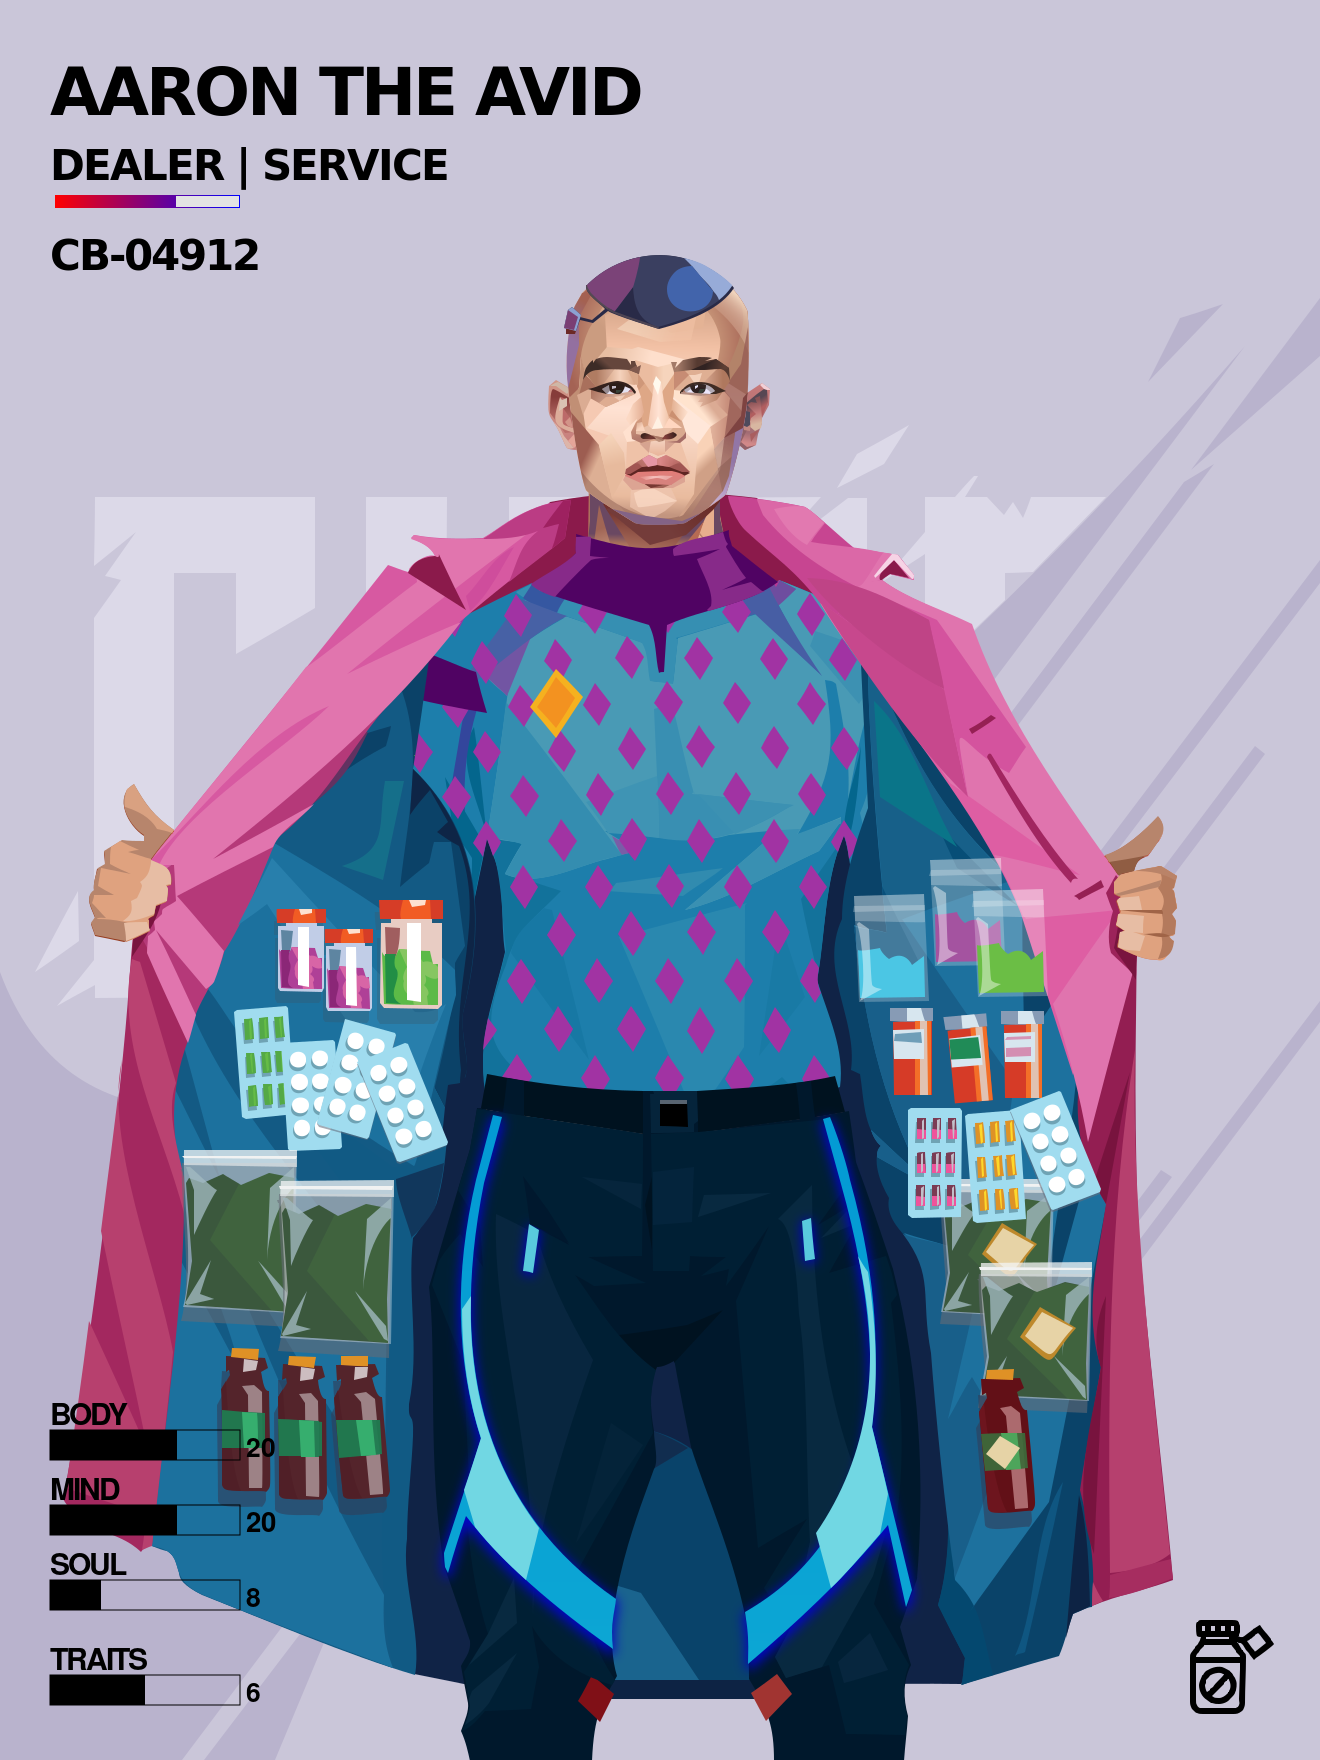 AARON THE AVID
DEALER | SERVICE
CB-04912
BODY
20
MIND
20
SOUL
8
TRAITS
6